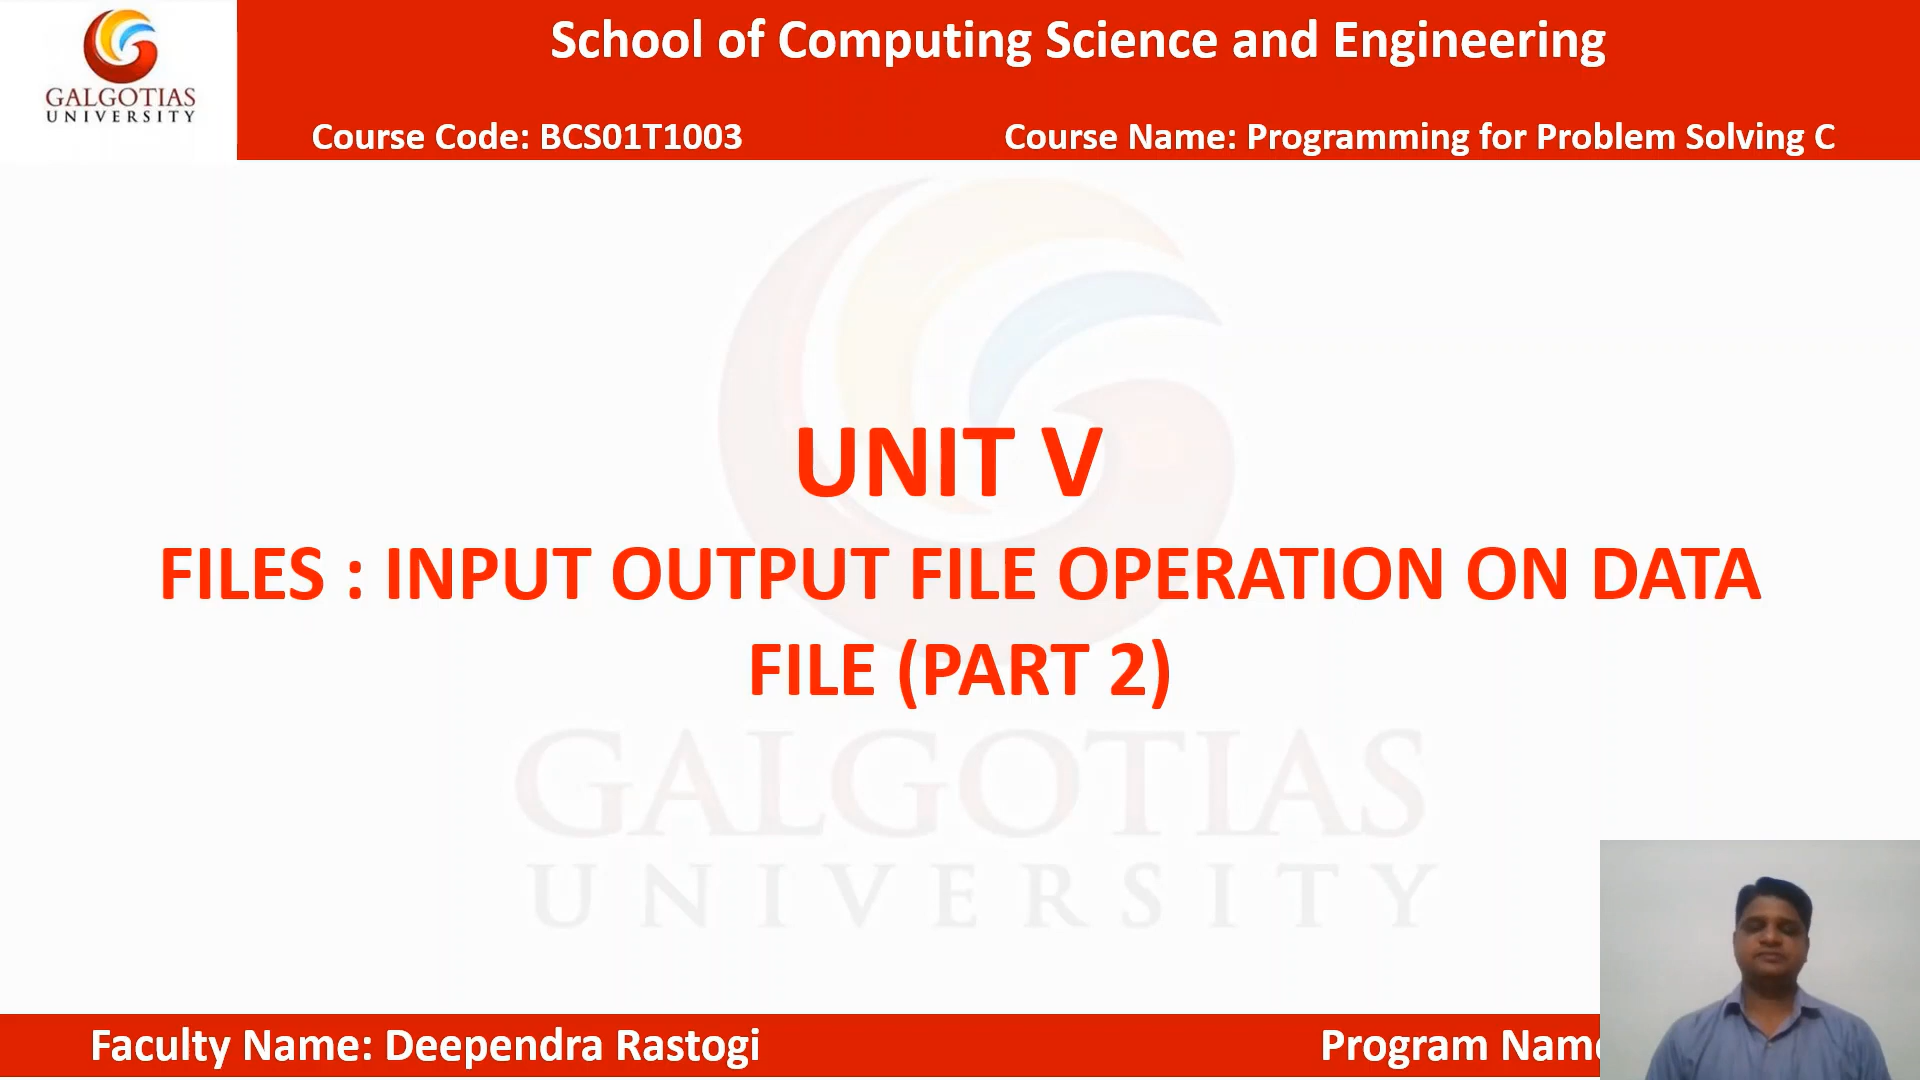 GALGOTIAS
UNIVERSITY
School of Computing Science and Engineering
Course Code: BCS01T1003
Course Name: Programming for Problem Solving C
UNIT V
FILES : INPUT OUTPUT FILE OPERATION ON DATA
FILE (PART 2)
GALGOTIAS
UNIVERSITY
Faculty Name: Deependra Rastogi
Program Name